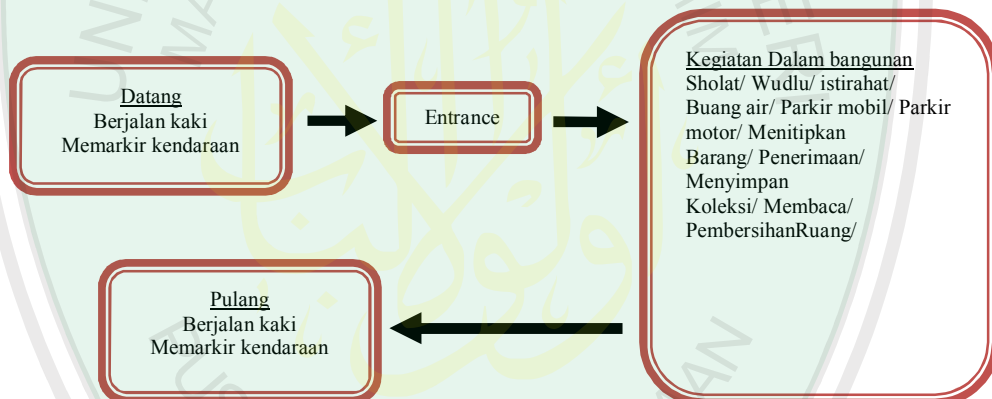 Datang
Berjalan kaki
Memarkir kendaraan
Entrance
Kegiatan Dalam bangunan
Sholat/ Wudlu/ istirahat/
Buang air/ Parkir mobil/ Parkir
motor/ Menitipkan
Barang/ Penerimaan/
Menyimpan
Koleksi/ Membaca/
PembersihanRuang/
Pulang
Berjalan kaki
Memarkir kendaraan